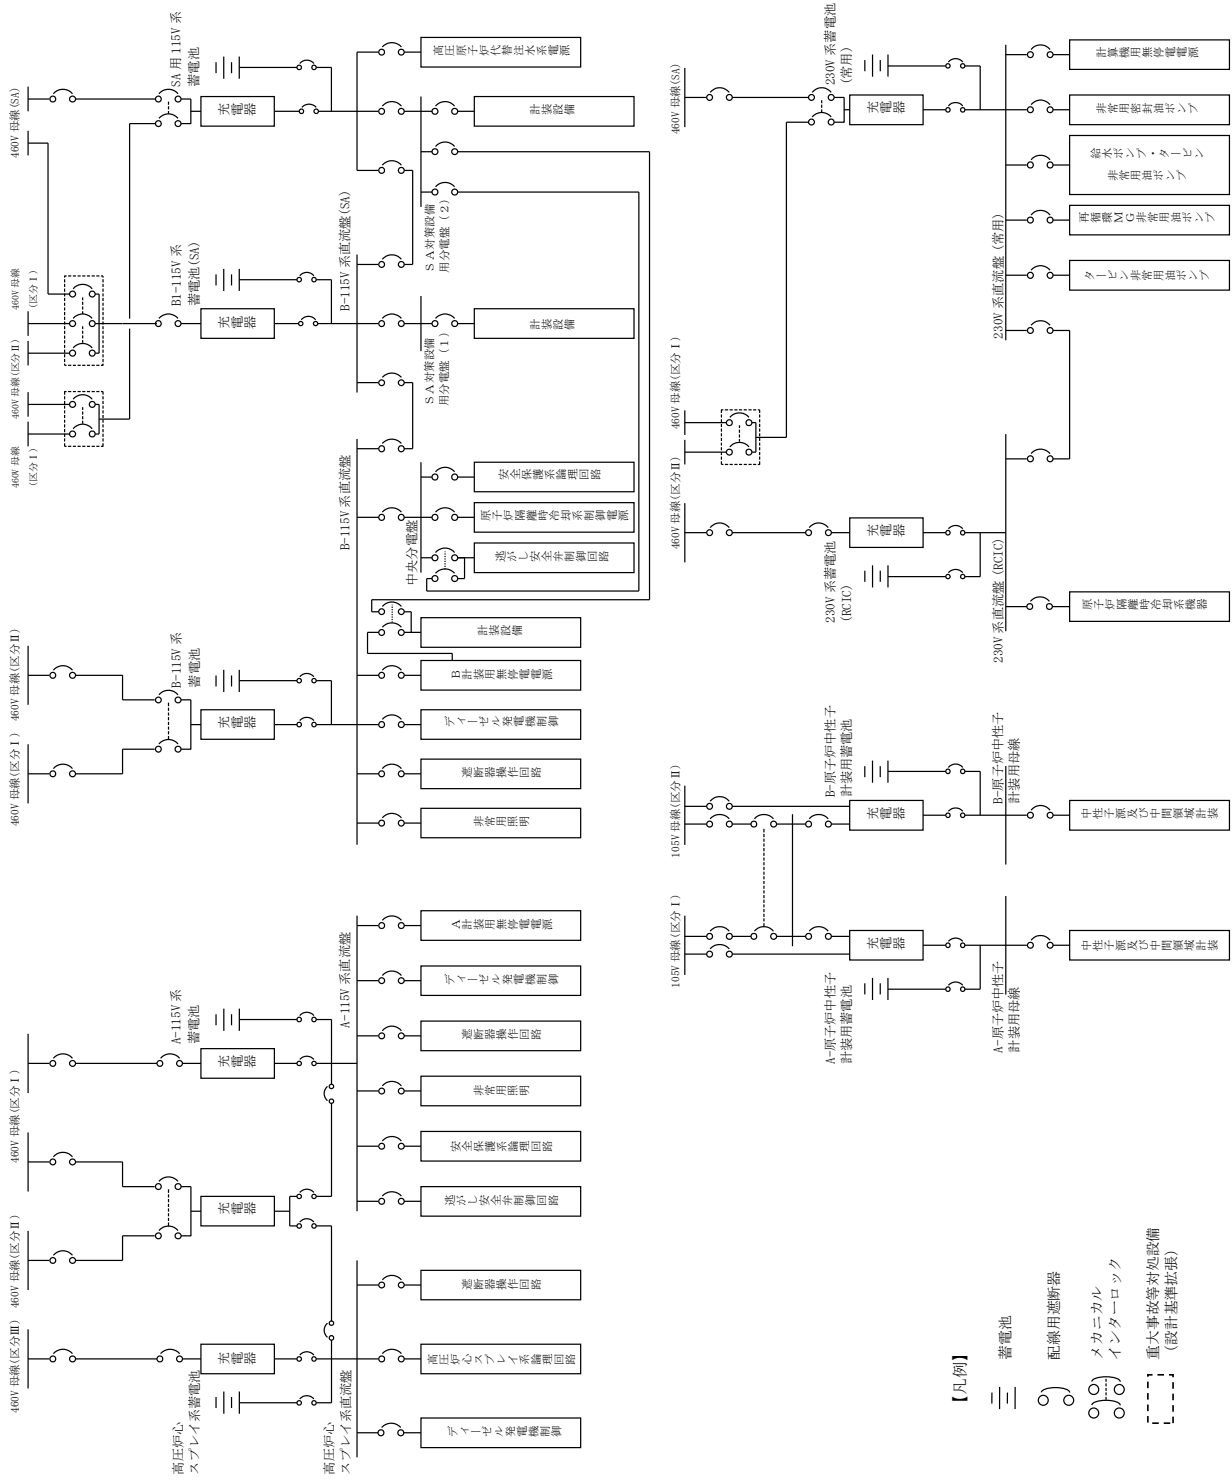 460V 母線(区分Ⅲ)
460V 母線(区分Ⅱ)
460V 母線(区分Ⅰ)
460V 母線(区分Ⅰ)
460V 母線(区分Ⅱ)
460V 母線
(区分Ⅰ)
460V 母線(区分Ⅱ)
460V 母線
(区分Ⅰ)
460V 母線(SA)
高圧炉心
スプレイ系蓄電池
充電器
充電器
充電器
A-115V 系
蓄電池
充電器
B-115V 系
蓄電池
充電器
B1-115V 系
蓄電池(SA)
充電器
SA 用 115V 系
蓄電池
高圧炉心
スプレイ系直流盤
A-115V 系直流盤
B-115V 系直流盤
B-115V 系直流盤(SA)
ディーゼル発電機制御
高圧炉心スプレイ系論理回路
遮断器操作回路
逃がし安全弁制御回路
安全保護系論理回路
非常用照明
遮断器操作回路
ディーゼル発電機制御
A計装用無停電電源
非常用照明
遮断器操作回路
ディーゼル発電機制御
B計装用無停電電源
計装設備
中央分電盤
逃がし安全弁制御回路
原子炉隔離時冷却系制御電源
安全保護系論理回路
SA対策設備
用分電盤(1)
計装設備
SA対策設備
用分電盤(2)
計装設備
高圧原子炉代替注水系電源
105V 母線(区分Ⅰ)
105V 母線(区分Ⅱ)
460V 母線(区分Ⅱ)
460V 母線(区分Ⅰ)
460V 母線(SA)
A-原子炉中性子
計装用蓄電池
充電器
B-原子炉中性子
計装用蓄電池
充電器
230V 系蓄電池
(RCIC)
充電器
230V 系蓄電池
(常用)
充電器
A-原子炉中性子
計装用母線
B-原子炉中性子
計装用母線
230V 系直流盤(RCIC)
230V 系直流盤(常用)
中性子源及び中間領域計装
中性子源及び中間領域計装
原子炉隔離時冷却系機器
タービン非常用油ポンプ
再循環MG非常用油ポンプ
給水ポンプ・タービン
非常用油ポンプ
非常用密封油ポンプ
計算機用無停電電源
【凡例】
蓄電池
配線用遮断器
メカニカル
インターロック
重大事故等対処設備
(設計基準拡張)